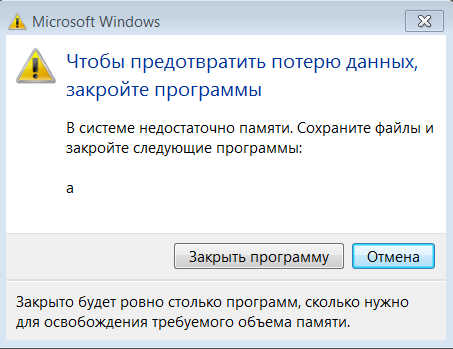 Microsoft Windows
Чтобы предотвратить потерю данных,
закройте программы
В системе недостаточно памяти. Сохраните файлы и
закройте следующие программы:
a
Закрыть программу
Отмена
Закрыто будет ровно столько программ, сколько нужно
для освобождения требуемого объема памяти.